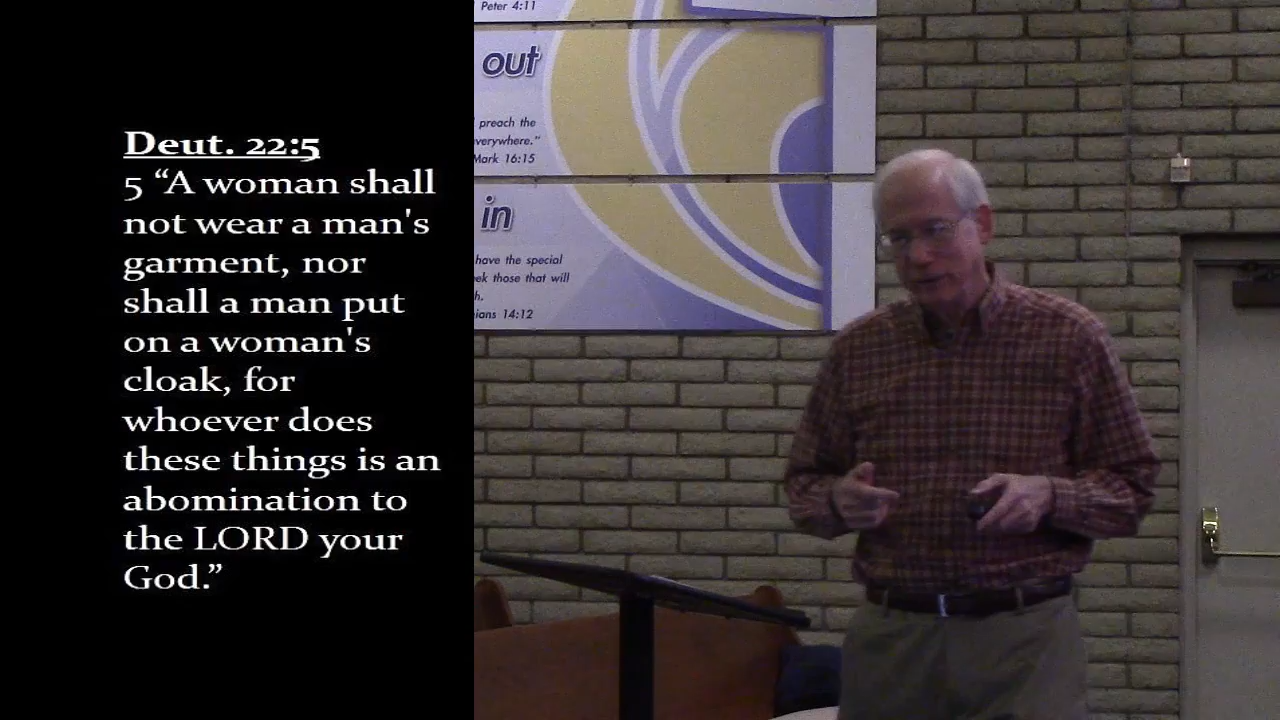 Deut. 22:5
5 “A woman shall
not wear a man's
garment, nor
shall a man put
on a woman's
cloak, for
whoever does
these things is an
abomination to
the LORD your
God.”
Peter 4:11
out
preach the
verywhere.”
Mark 16:15
in
have the special
ek those that will
h.
ians 14:12